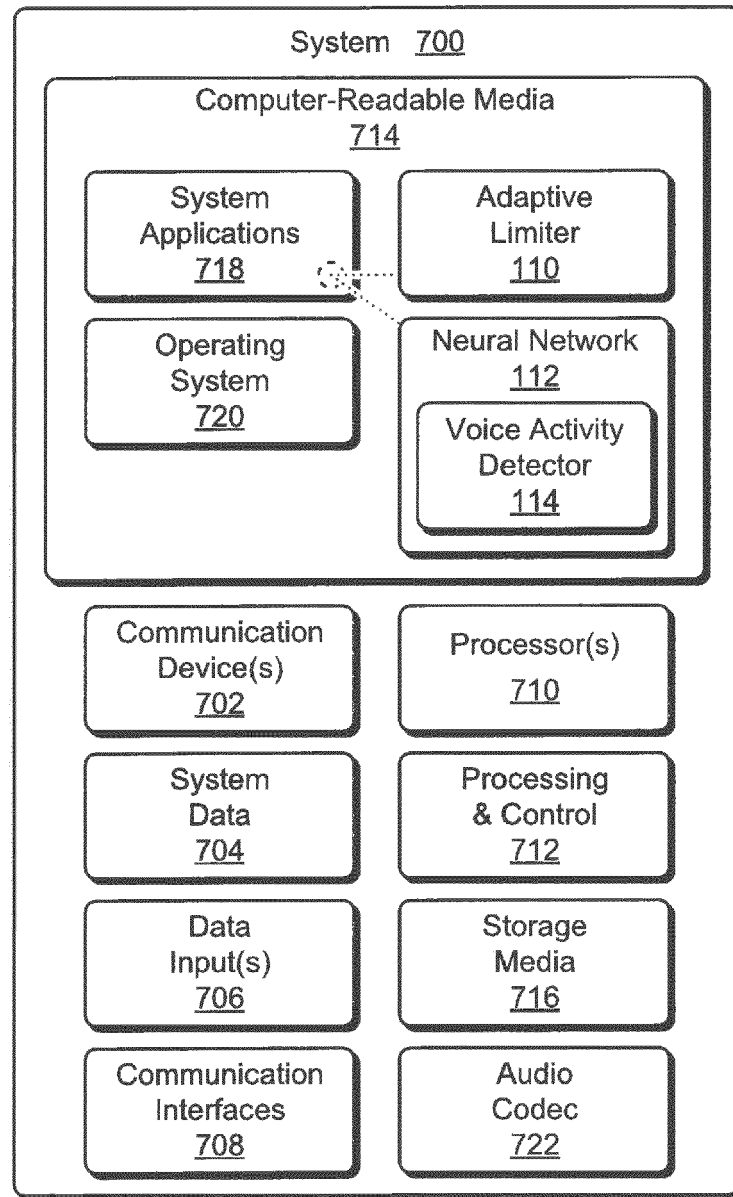 System 700
Computer-Readable Media
714
System
Applications
718
Adaptive
Limiter
110
Operating
System
720
Neural Network
112
Voice Activity
Detector
114
Communication
Device(s)
702
Processor(s)
710
System
Data
704
Processing
& Control
712
Data
Input(s)
706
Storage
Media
716
Communication
Interfaces
708
Audio
Codec
722